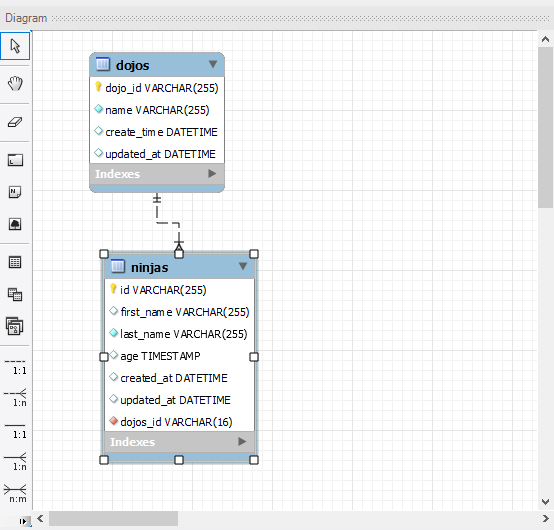 Diagram
dojos
dojo_id VARCHAR(255)
name VARCHAR(255)
create_time DATETIME
updated_at DATETIME
Indexes
ninjas
id VARCHAR(255)
first_name VARCHAR(255)
last_name VARCHAR(255)
age TIMESTAMP
created_at DATETIME
updated_at DATETIME
dojos_id VARCHAR(16)
Indexes
1:1
1:n
1:1
1:n
n:m